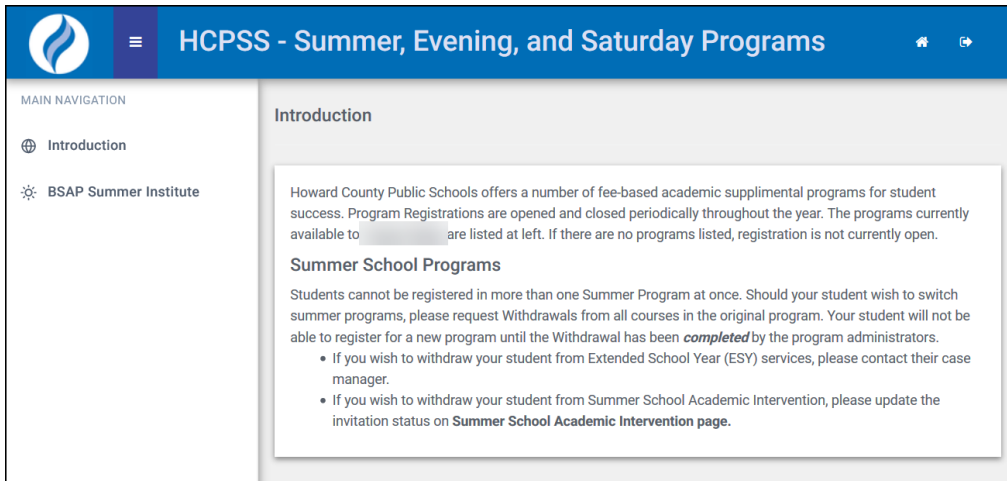 HCPSS - Summer, Evening, and Saturday Programs
MAIN NAVIGATION
Introduction
BSAP Summer Institute
Introduction
Howard County Public Schools offers a number of fee-based academic supplimental programs for student
success. Program Registrations are opened and closed periodically throughout the year. The programs currently
available to are listed at left. If there are no programs listed, registration is not currently open.
Summer School Programs
Students cannot be registered in more than one Summer Program at once. Should your student wish to switch
summer programs, please request Withdrawals from all courses in the original program. Your student will not be
able to register for a new program until the Withdrawal has been completed by the program administrators.
• If you wish to withdraw your student from Extended School Year (ESY) services, please contact their case
manager.
• If you wish to withdraw your student from Summer School Academic Intervention, please update the
invitation status on Summer School Academic Intervention page.